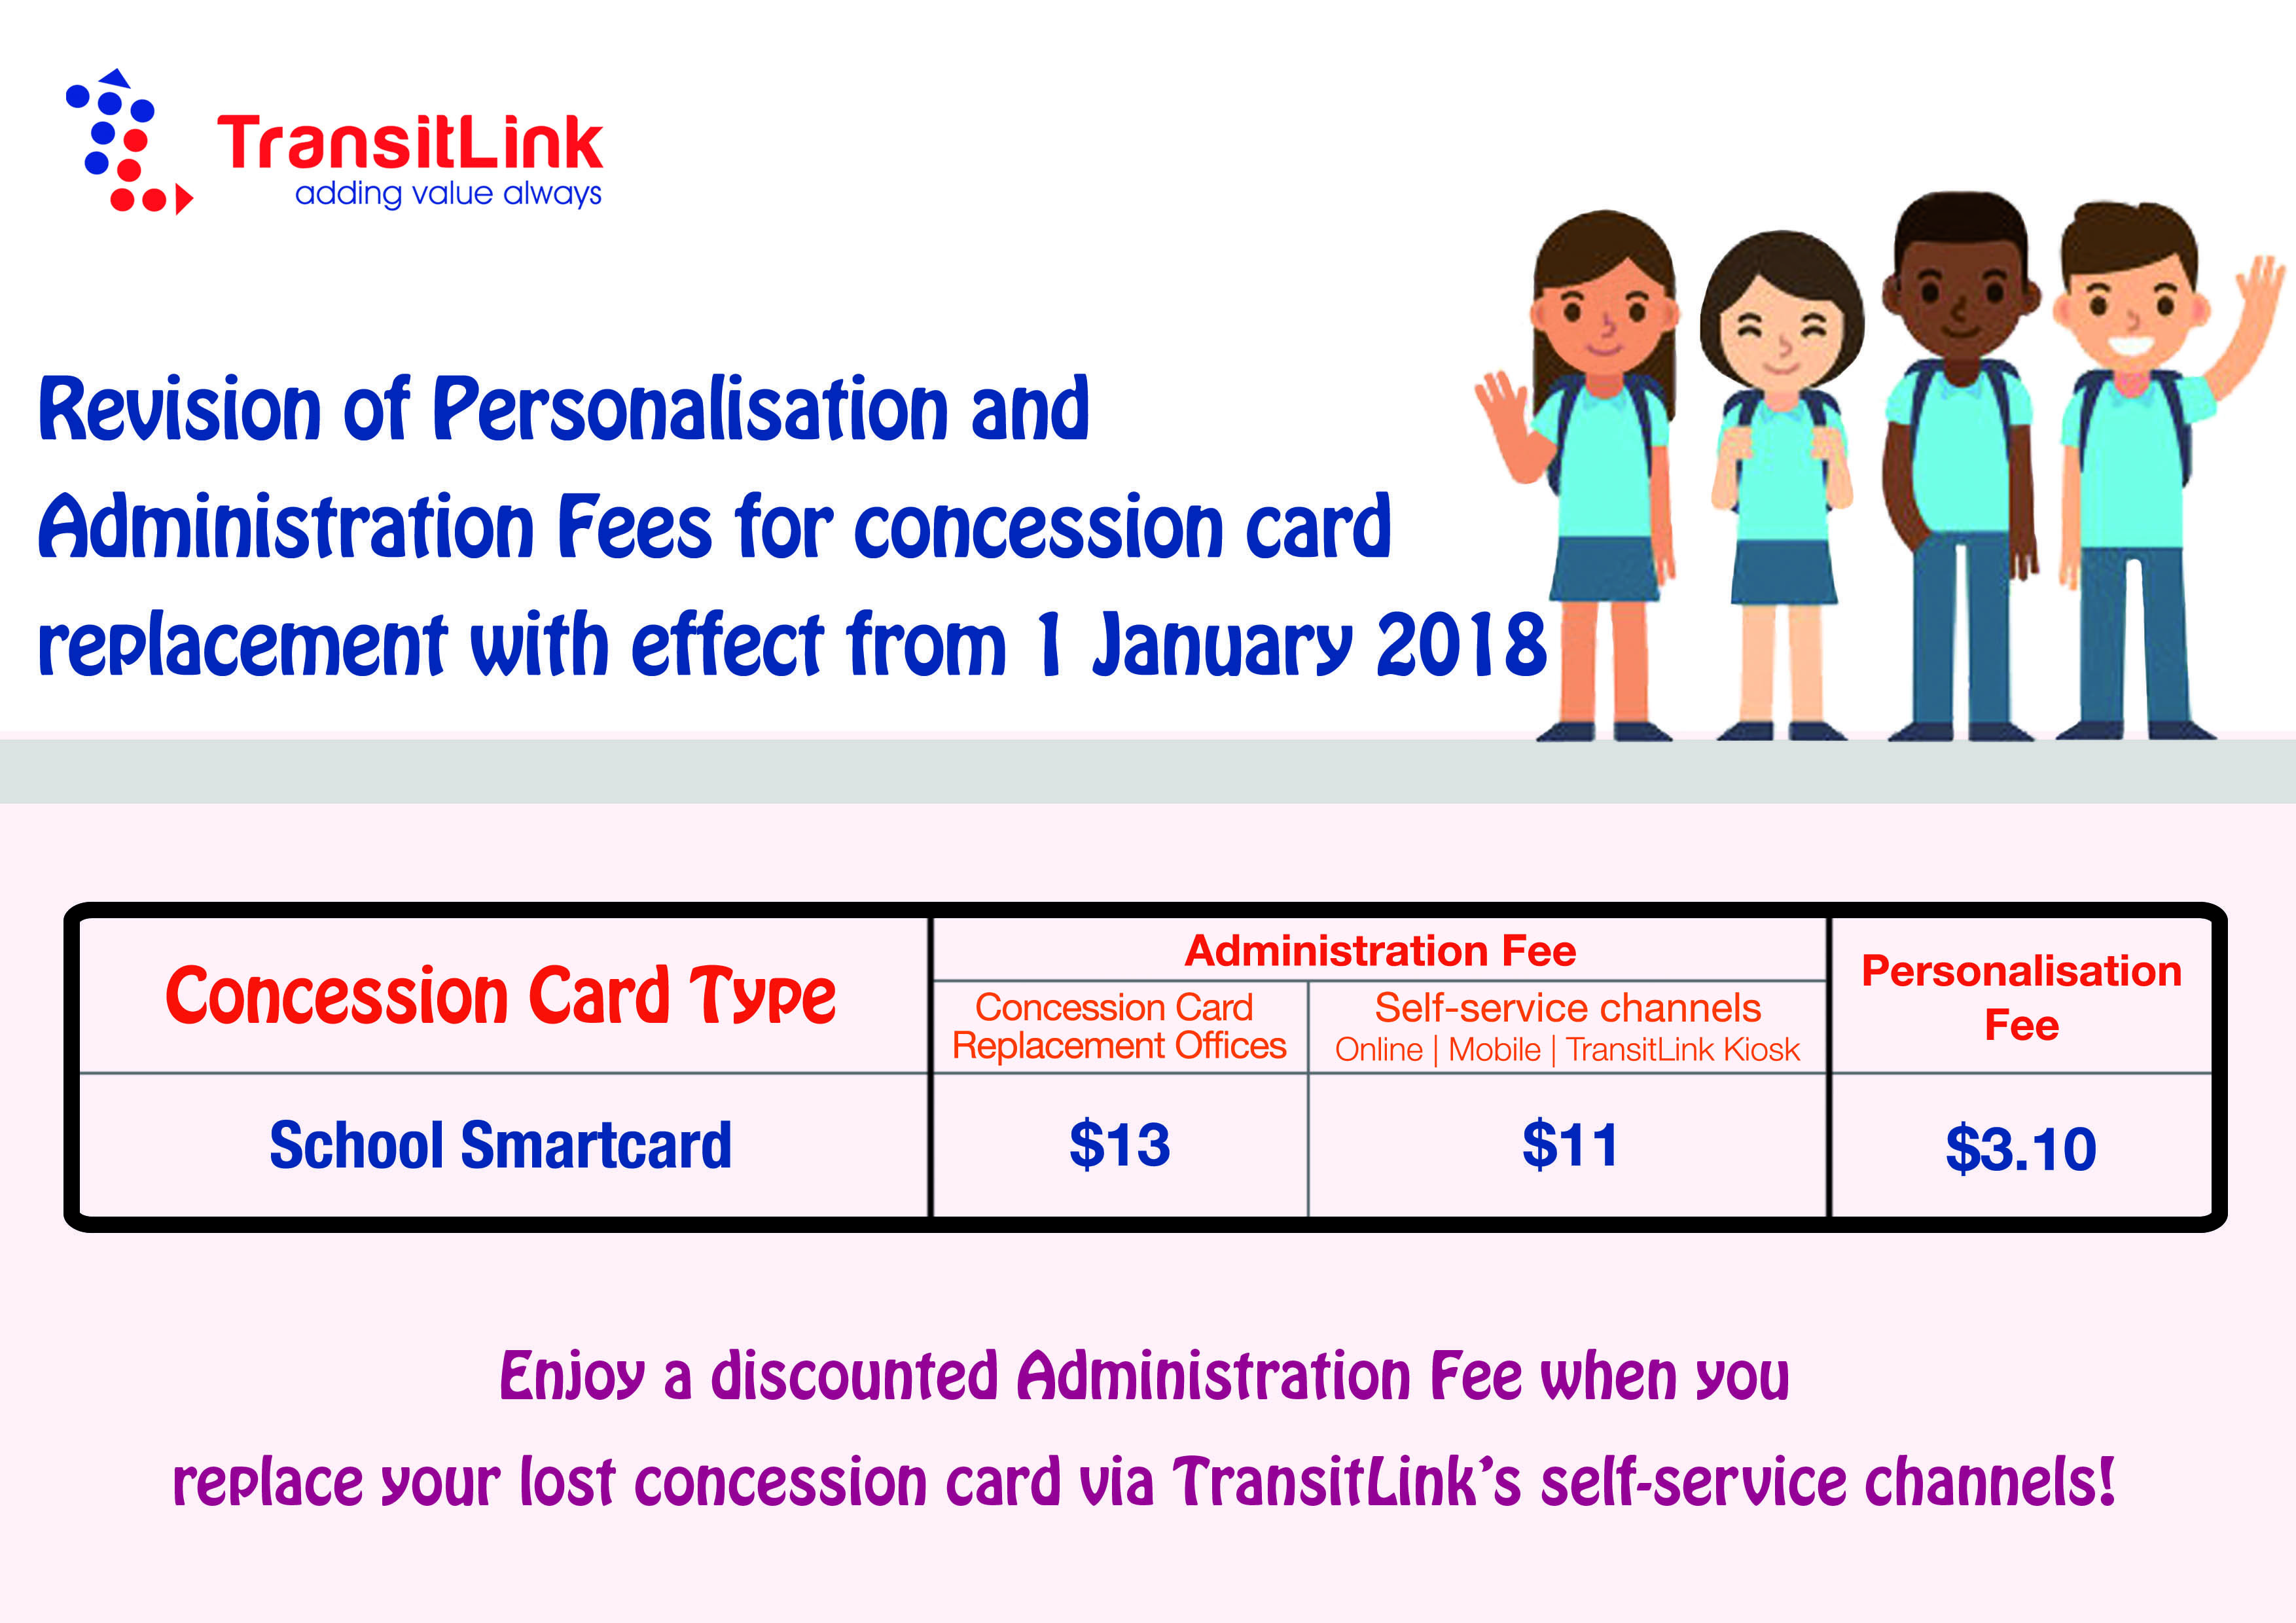 TransitLink
adding value always
Revision of Personalisation and
Administration Fees for concession card
replacement with effect from 1 January 2018
Concession Card Type
Administration Fee
Personalisation
Fee
Concession Card
Replacement Offices
Self-service channels
Online | Mobile | TransitLink Kiosk
School Smartcard
$13
$11
$3.10
Enjoy a discounted Administration Fee when you
replace your lost concession card via TransitLink's self-service channels!